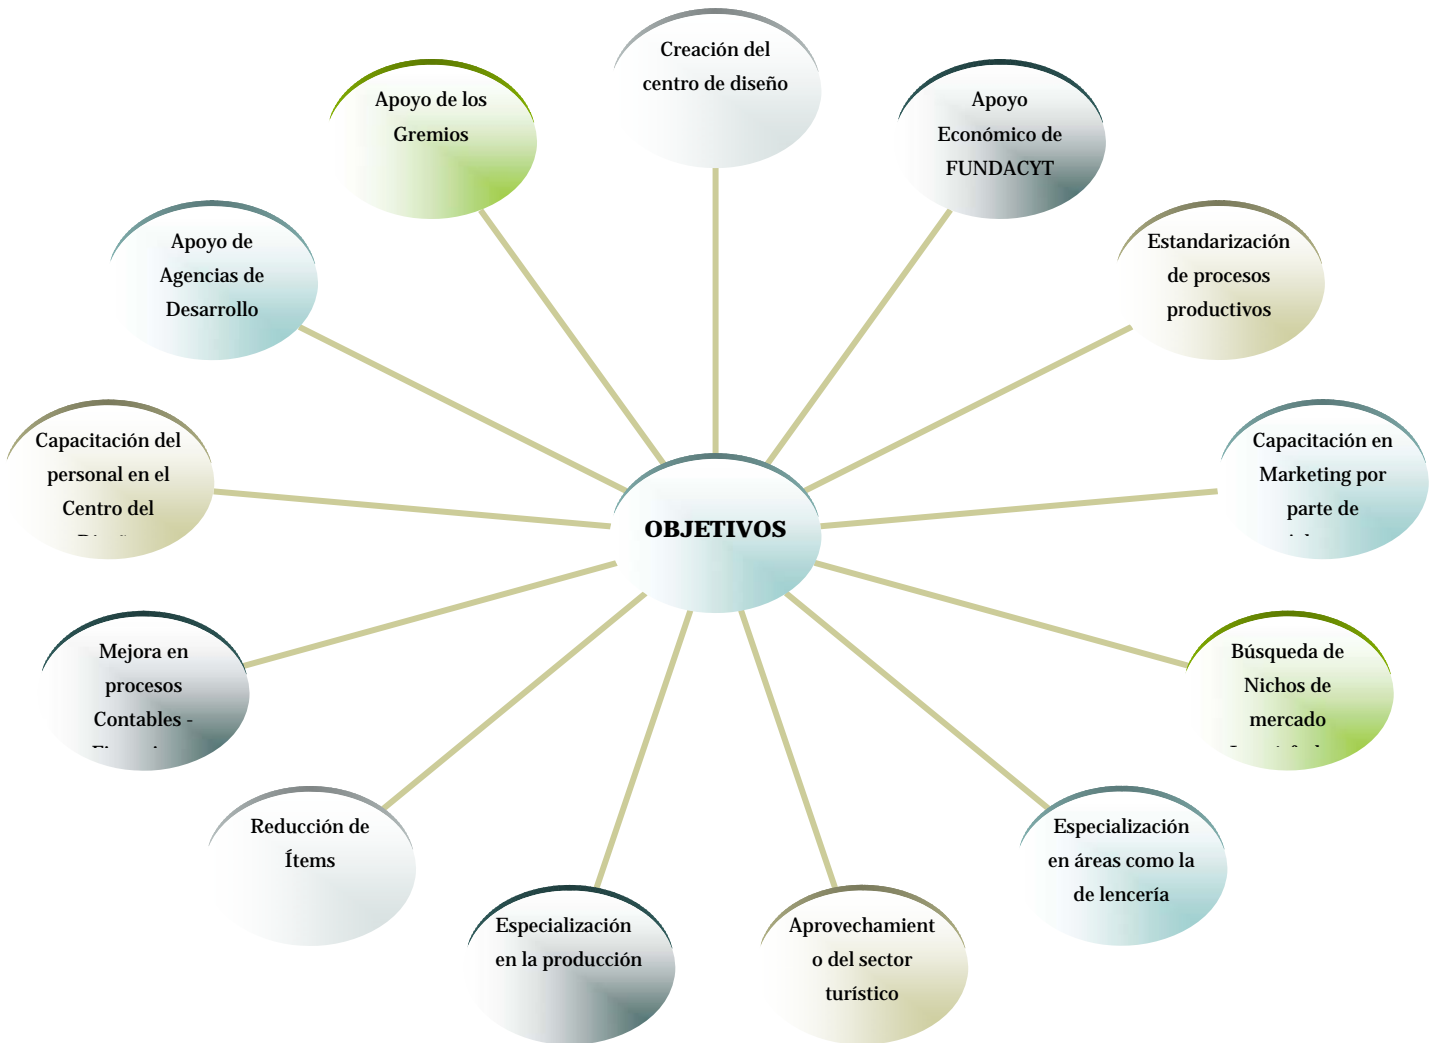 Creación del
centro de diseño
Apoyo
Económico de
FUNDACYT
Estandarización
de procesos
productivos
Capacitación en
Marketing por
parte de
Búsqueda de
Nichos de
mercado
Especialización
en áreas como la
de lencería
Aprovechamient
o del sector
turístico
Especialización
en la producción
Reducción de
Ítems
Mejora en
procesos
Contables -
Capacitación del
personal en el
Centro del
Apoyo de
Agencias de
Desarrollo
Apoyo de los
Gremios
OBJETIVOS